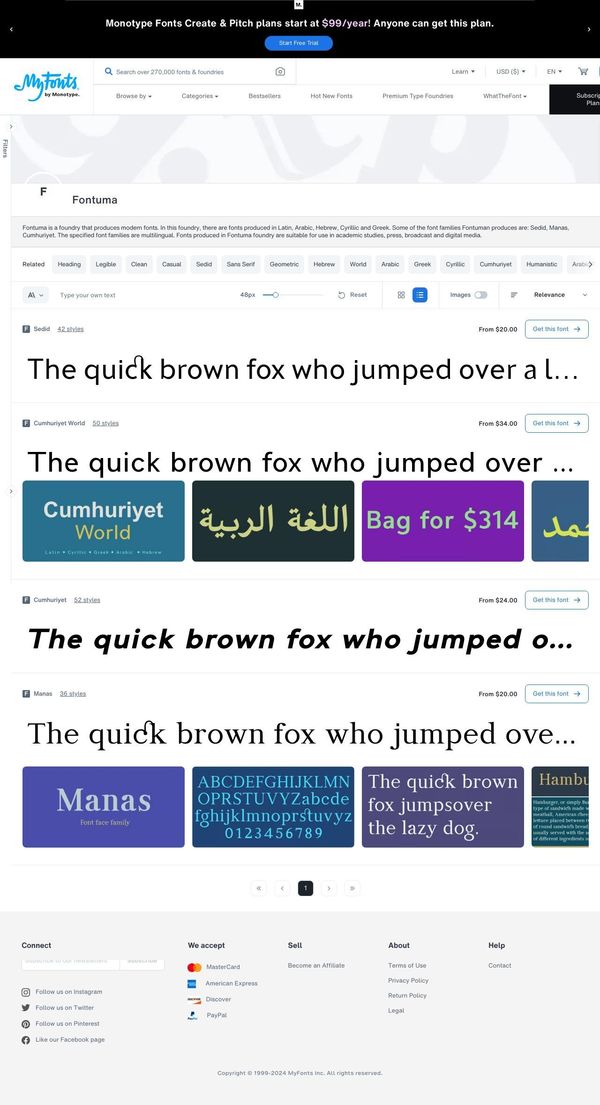 M.
Monotype Fonts Create & Pitch plans start at $99/year! Anyone can get this plan.
Start Free Trial
MyFonts
by Monotype.
Search over 270,000 fonts & foundries
Learn
USD ($)
EN
Browse by
Categories
Bestsellers
Hot New Fonts
Premium Type Foundries
WhatTheFont
Filters
F
Fontuma
Fontuma is a foundry that produces modern fonts. In this foundry, there are fonts produced in Latin, Arabic, Hebrew, Cyrillic and Greek. Some of the font families Fontuman produces are: Sedid, Manas,
Cumhuriyet. The specified font families are multilingual. Fonts produced in Fontuma foundry are suitable for use in academic studies, press, broadcast and digital media.
Related Heading Legible Clean Casual Sedid Sans Serif Geometric Hebrew World Arabic Greek Cyrillic Cumhuriyet Humanistic
Type your own text
48px
Reset
Images
Relevance
F Sedid 42 styles From $20.00 Get this font →
The quick brown fox who jumped over a l...
F Cumhuriyet World 50 styles From $34.00 Get this font →
The quick brown fox who jumped over ...
Cumhuriyet
World
Latin • Cyrillic • Greek • Arabic • Hebrew
اللغة الربية
Bag for $314
F Cumhuriyet 52 styles From $24.00 Get this font →
The quick brown fox who jumped o...
F Manas 36 styles From $20.00 Get this font →
The quick brown fox who jumped ove...
Manas
Font face family
ABCDEFGHIJKLMN
OPRSTUVYZabcde
fghijklmnoprstuvyz
0123456789
The quick brown
fox jumpsover
the lazy dog.
Hambu
« ‹ 1 › »
Connect
Subscribe to our newsletters Subscribe
Follow us on Instagram
Follow us on Twitter
Follow us on Pinterest
Like our Facebook page
We accept
MasterCard
American Express
Discover
PayPal
Sell
Become an Affiliate
About
Terms of Use
Privacy Policy
Return Policy
Legal
Help
Contact
Copyright © 1999-2024 MyFonts Inc. All rights reserved.